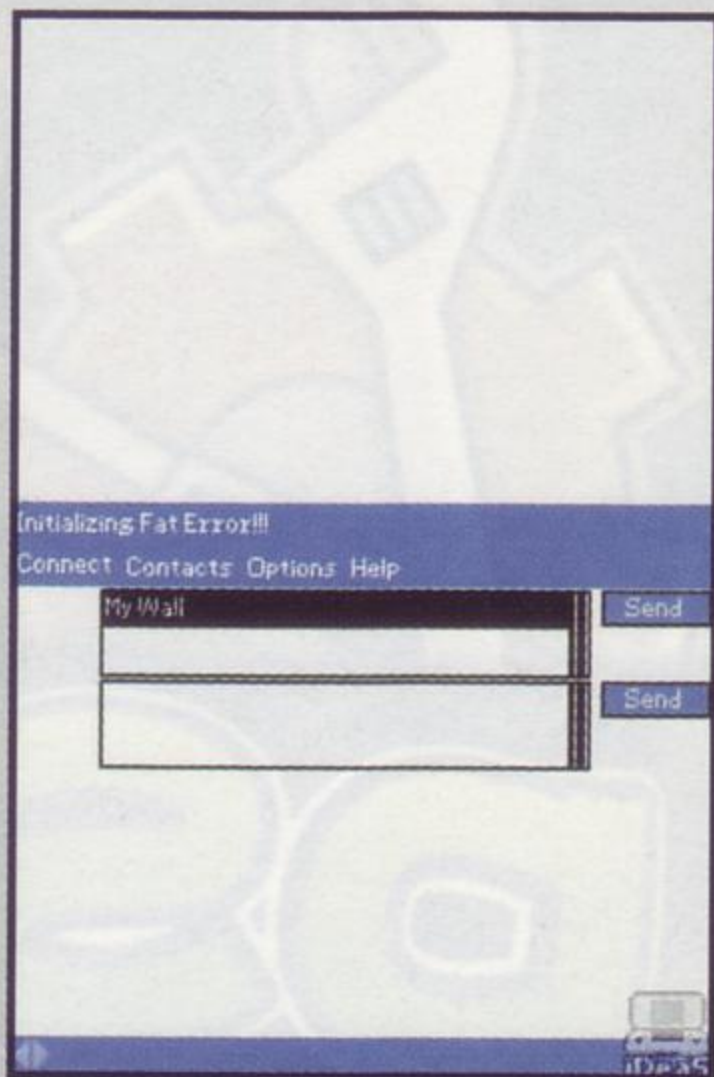 Initializing Fat Error!!!
Connect Contacts Options Help
My Wall
Send
Send
iDeaS